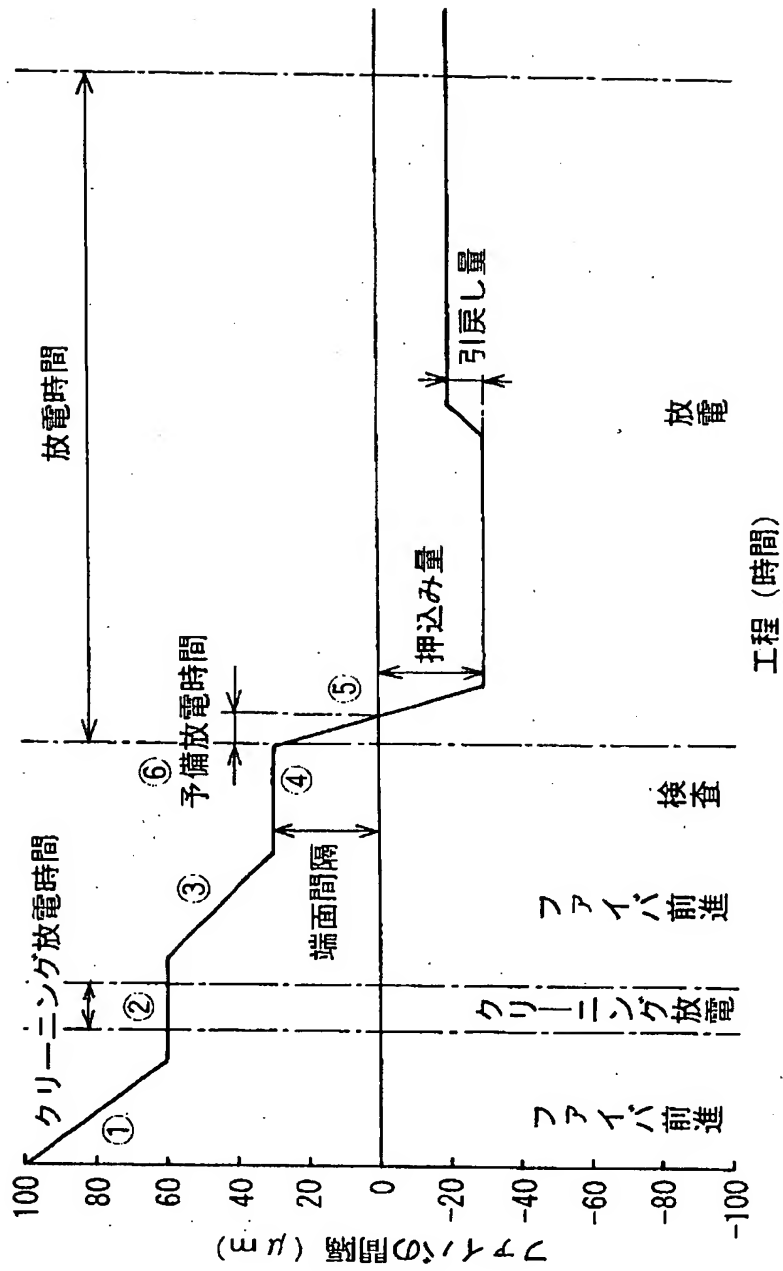 クリーニング放電時間
放電時間
予備放電時間
①
②
③
④
⑤
⑥
端面間隔
押込み量
引戻し量
100
80
60
40
20
0
-20
-40
-60
-80
-100
ファイバの間隔 (μm)
ファイバ前進
クリーニング放電
ファイバ前進
検査
放電
工程 (時間)